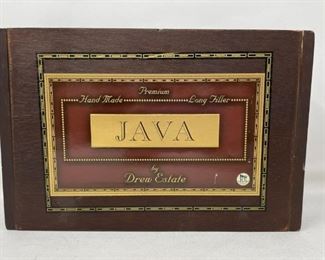 Premium
Hand Made Long Filler
JAVA
by
Drew Estate